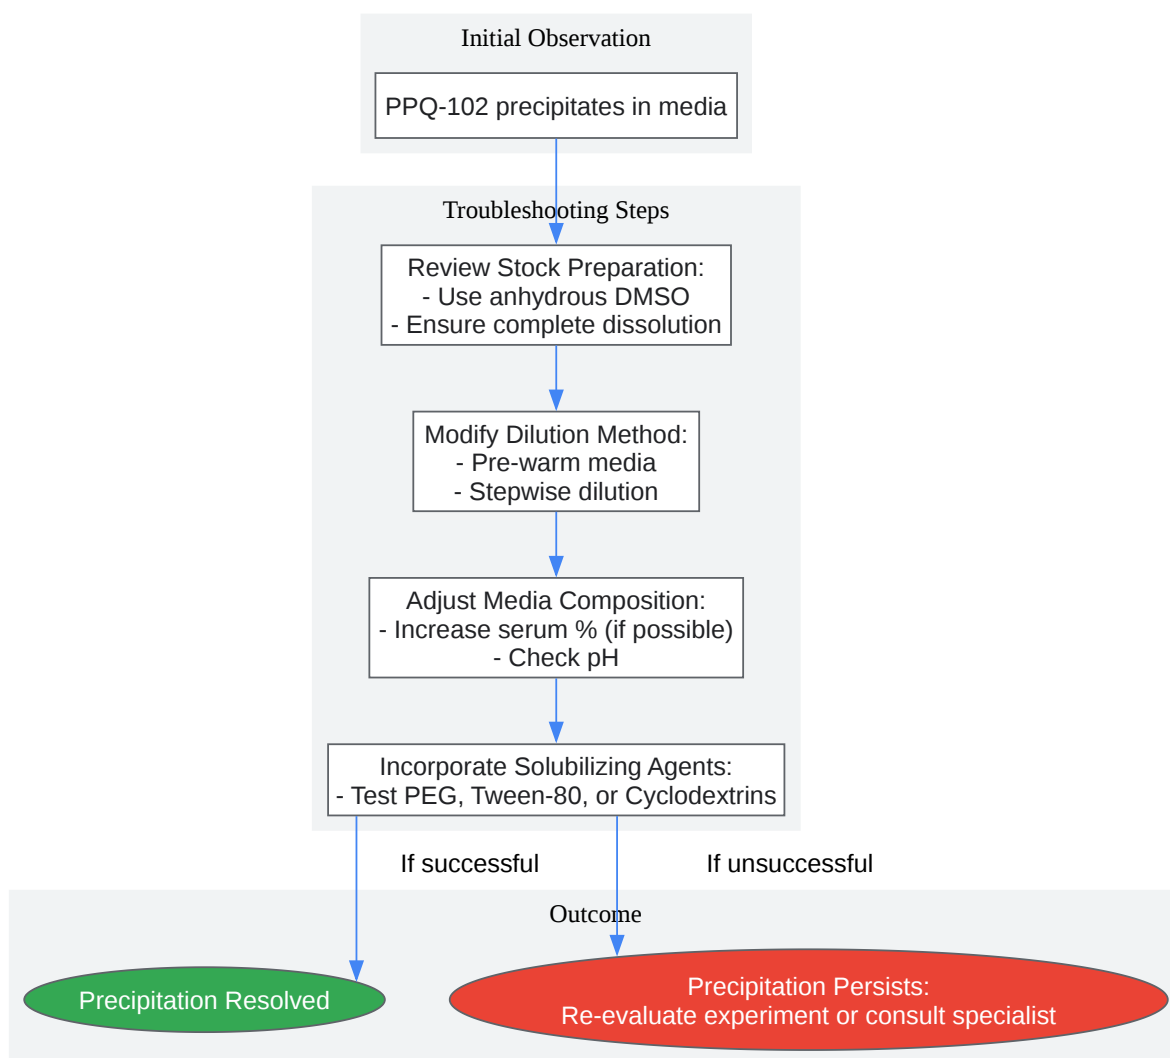 Initial Observation
PPQ-102 precipitates in media
Troubleshooting Steps
Review Stock Preparation:
- Use anhydrous DMSO
- Ensure complete dissolution
Modify Dilution Method:
- Pre-warm media
- Stepwise dilution
Adjust Media Composition:
- Increase serum % (if possible)
- Check pH
Incorporate Solubilizing Agents:
- Test PEG, Tween-80, or Cyclodextrins
If successful
If unsuccessful
Outcome
Precipitation Resolved
Precipitation Persists:
Re-evaluate experiment or consult specialist